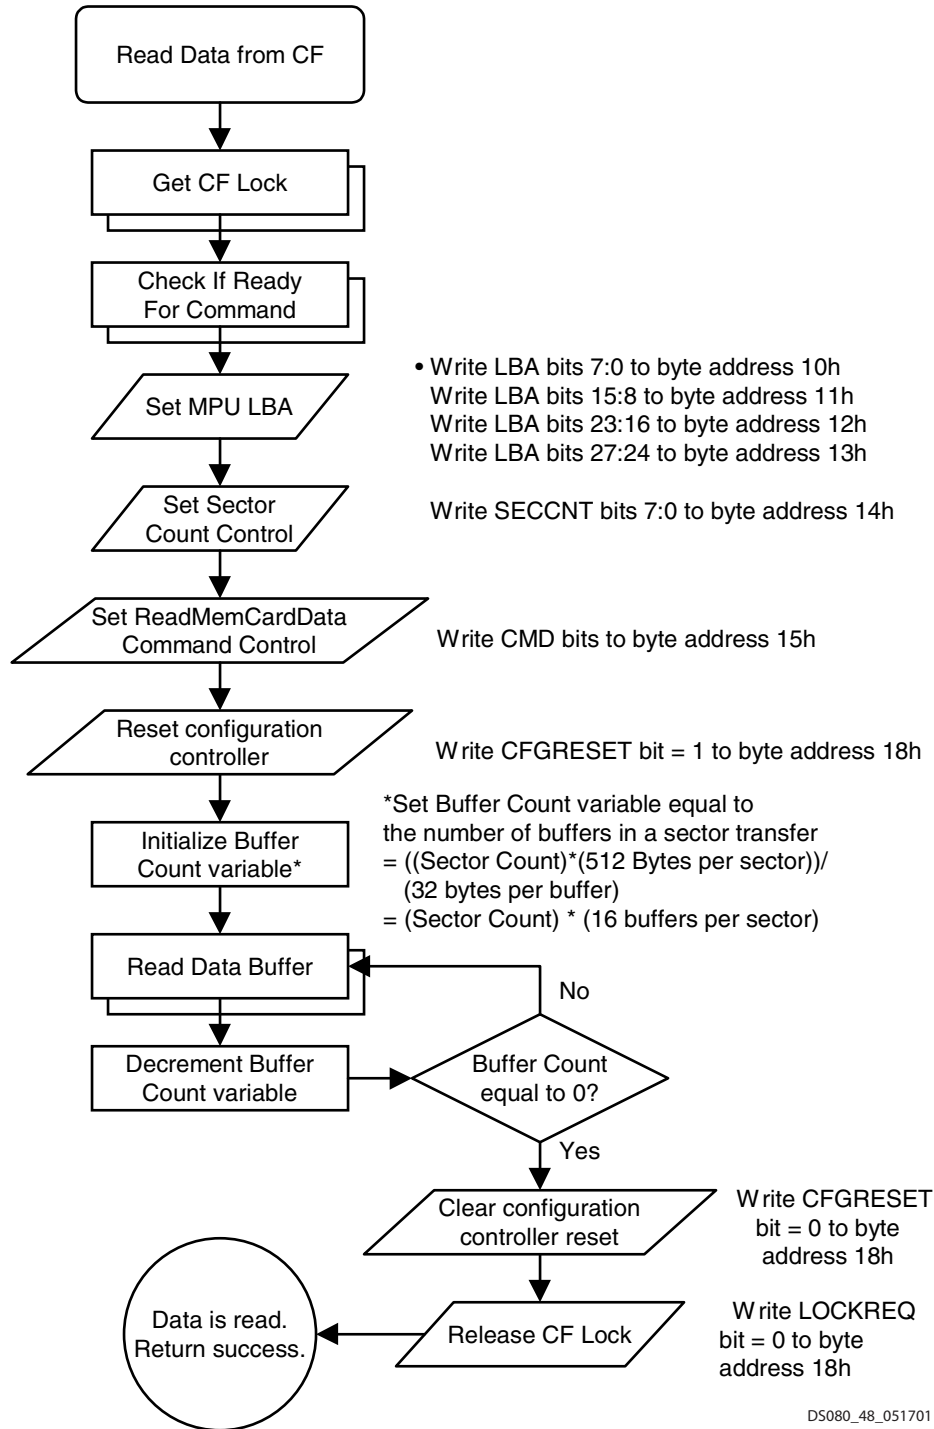 Read Data from CF
Get CF Lock
Check If Ready
For Command
Set MPU LBA
• Write LBA bits 7:0 to byte address 10h
Write LBA bits 15:8 to byte address 11h
Write LBA bits 23:16 to byte address 12h
Write LBA bits 27:24 to byte address 13h
Set Sector
Count Control
Write SECCNT bits 7:0 to byte address 14h
Set ReadMemCardData
Command Control
Write CMD bits to byte address 15h
Reset configuration
controller
Write CFGRESET bit = 1 to byte address 18h
Initialize Buffer
Count variable*
*Set Buffer Count variable equal to
the number of buffers in a sector transfer
= ((Sector Count)*(512 Bytes per sector))/
(32 bytes per buffer)
= (Sector Count) * (16 buffers per sector)
Read Data Buffer
No
Decrement Buffer
Count variable
Buffer Count
equal to 0?
Yes
Clear configuration
controller reset
Write CFGRESET
bit = 0 to byte
address 18h
Release CF Lock
Write LOCKREQ
bit = 0 to byte
address 18h
Data is read.
Return success.
DS080_48_051701